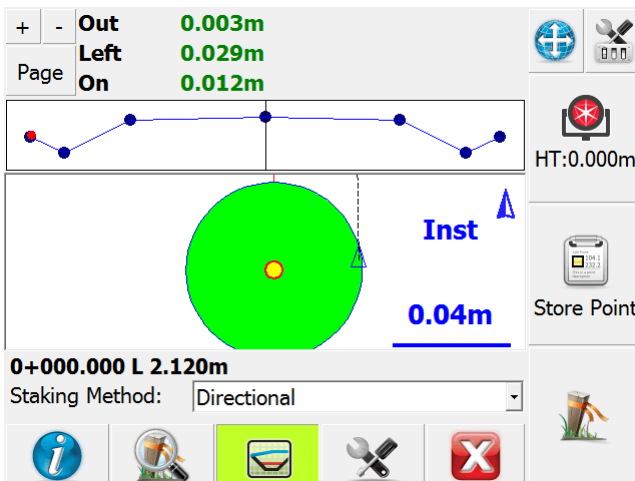 + - Out 0.003m
Left 0.029m
Page
On 0.012m
HT:0.000m
Inst
0.04m
Store Point
0+000.000 L 2.120m
Staking Method: Directional